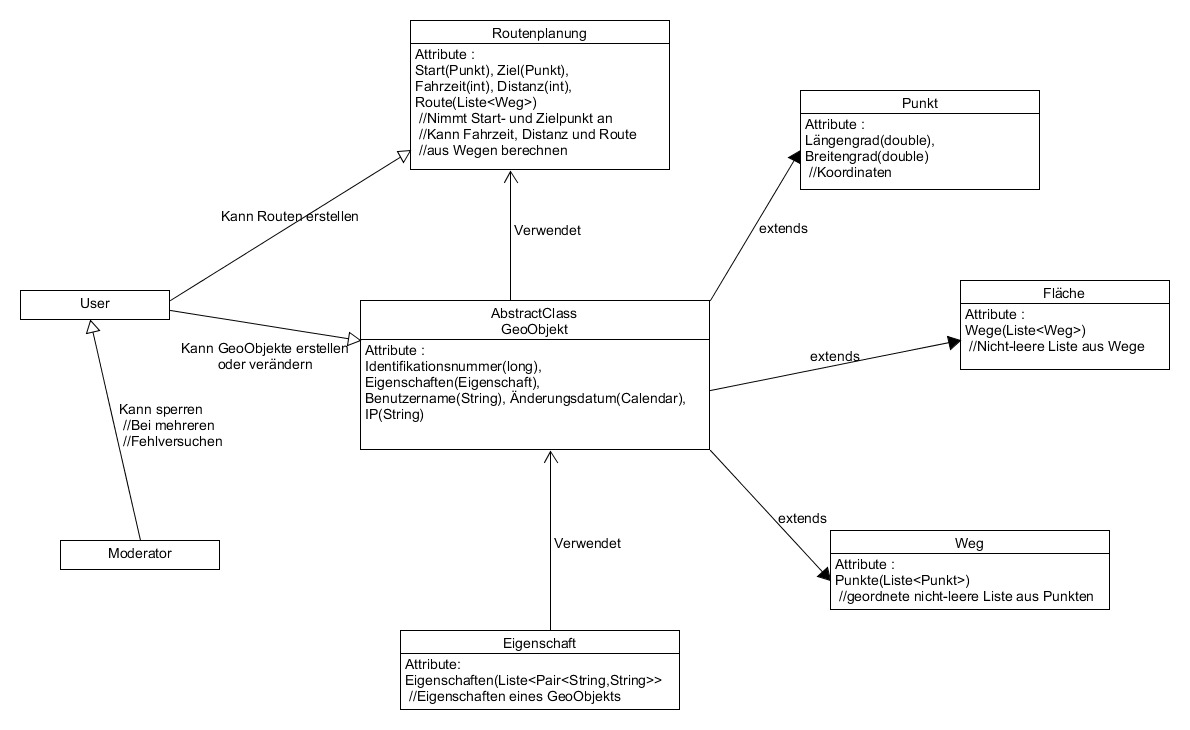 Routenplanung
Attribute :
Start(Punkt), Ziel(Punkt),
Fahrzeit(int), Distanz(int),
Route(Liste<Weg>)
//Nimmt Start- und Zielpunkt an
//Kann Fahrzeit, Distanz und Route
//aus Wegen berechnen
Punkt
Attribute :
Längengrad(double),
Breitengrad(double)
//Koordinaten
Kann Routen erstellen
Verwendet
extends
User
AbstractClass
GeoObjekt
Attribute :
Identifikationsnummer(long),
Eigenschaften(Eigenschaft),
Benutzername(String), Änderungsdatum(Calendar),
IP(String)
Fläche
Attribute :
Wege(Liste<Weg>)
//Nicht-leere Liste aus Wege
Kann GeoObjekte erstellen
oder verändern
extends
Kann sperren
//Bei mehreren
//Fehlversuchen
extends
Moderator
Verwendet
Weg
Attribute :
Punkte(Liste<Punkt>)
//geordnete nicht-leere Liste aus Punkten
Eigenschaft
Attribute:
Eigenschaften(Liste<Pair<String,String>>
//Eigenschaften eines GeoObjekts